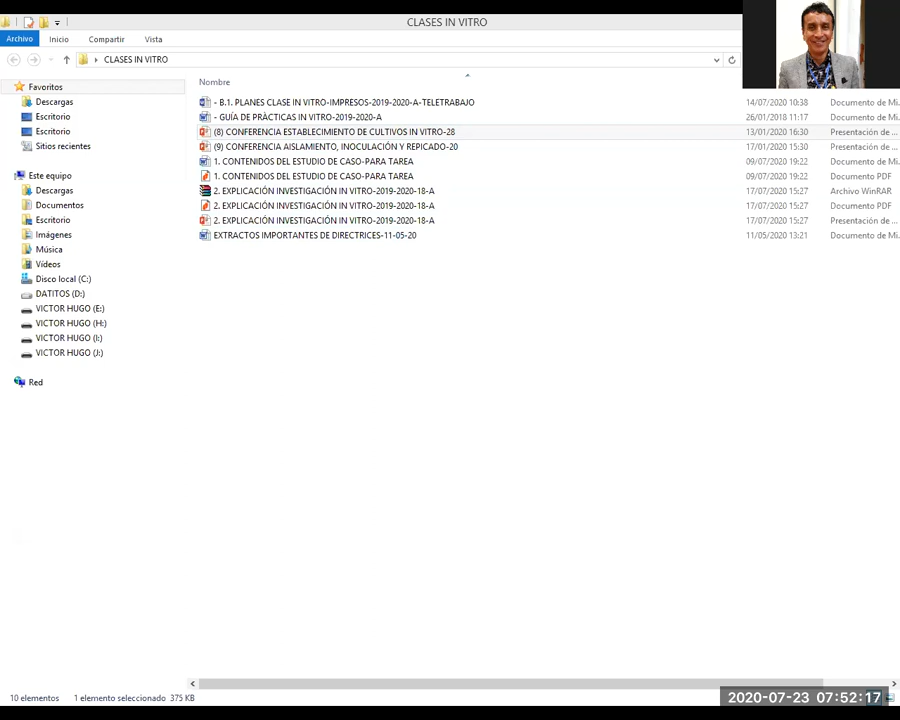 CLASES IN VITRO
Archivo Inicio Compartir Vista
CLASES IN VITRO
Favoritos
Descargas
Escritorio
Escritorio
Sitios recientes
Este equipo
Descargas
Documentos
Escritorio
Imágenes
Música
Vídeos
Disco local (C:)
DATITOS (D:)
VICTOR HUGO (E:)
VICTOR HUGO (H:)
VICTOR HUGO (I:)
VICTOR HUGO (J:)
Red
Nombre
- B.1. PLANES CLASE IN VITRO-IMPRESOS-2019-2020-A-TELETRABAJO 14/07/2020 10:38 Documento de Mi...
- GUÍA DE PRÀCTICAS IN VITRO-2019-2020-A 26/01/2018 11:17 Documento de Mi...
(8) CONFERENCIA ESTABLECIMIENTO DE CULTIVOS IN VITRO-28 13/01/2020 16:30 Presentación de ...
(9) CONFERENCIA AISLAMIENTO, INOCULACIÓN Y REPICADO-20 17/01/2020 15:30 Presentación de ...
1. CONTENIDOS DEL ESTUDIO DE CASO-PARA TAREA 09/07/2020 19:22 Documento de Mi...
1. CONTENIDOS DEL ESTUDIO DE CASO-PARA TAREA 09/07/2020 19:22 Documento PDF
2. EXPLICACIÓN INVESTIGACIÓN IN VITRO-2019-2020-18-A 17/07/2020 15:27 Archivo WinRAR
2. EXPLICACIÓN INVESTIGACIÓN IN VITRO-2019-2020-18-A 17/07/2020 15:27 Documento PDF
2. EXPLICACIÓN INVESTIGACIÓN IN VITRO-2019-2020-18-A 17/07/2020 15:27 Presentación de ...
EXTRACTOS IMPORTANTES DE DIRECTRICES-11-05-20 11/05/2020 13:21 Documento de Mi...
10 elementos 1 elemento seleccionado 375 KB
2020-07-23 07:52:17